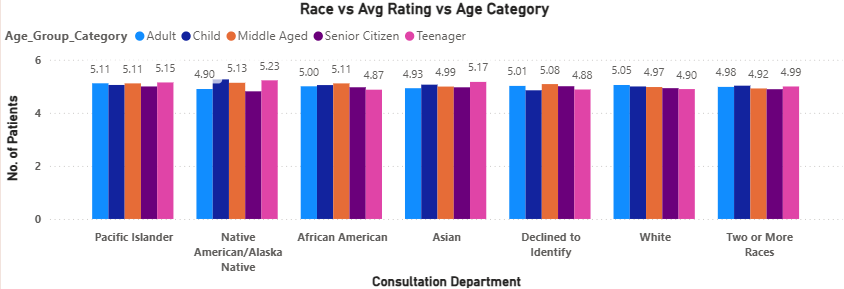 Race vs Avg Rating vs Age Category
Age_Group_Category Adult Child Middle Aged Senior Citizen Teenager
No. of Patients
6
4
2
0
5.11 5.11 5.15
4.90 5.13 5.23
5.00 5.11 4.87
4.93 4.99 5.17
5.01 5.08 4.88
5.05 4.97 4.90
4.98 4.92 4.99
Pacific Islander
Native
American/Alaska
Native
African American
Asian
Declined to
Identify
White
Two or More
Races
Consultation Department